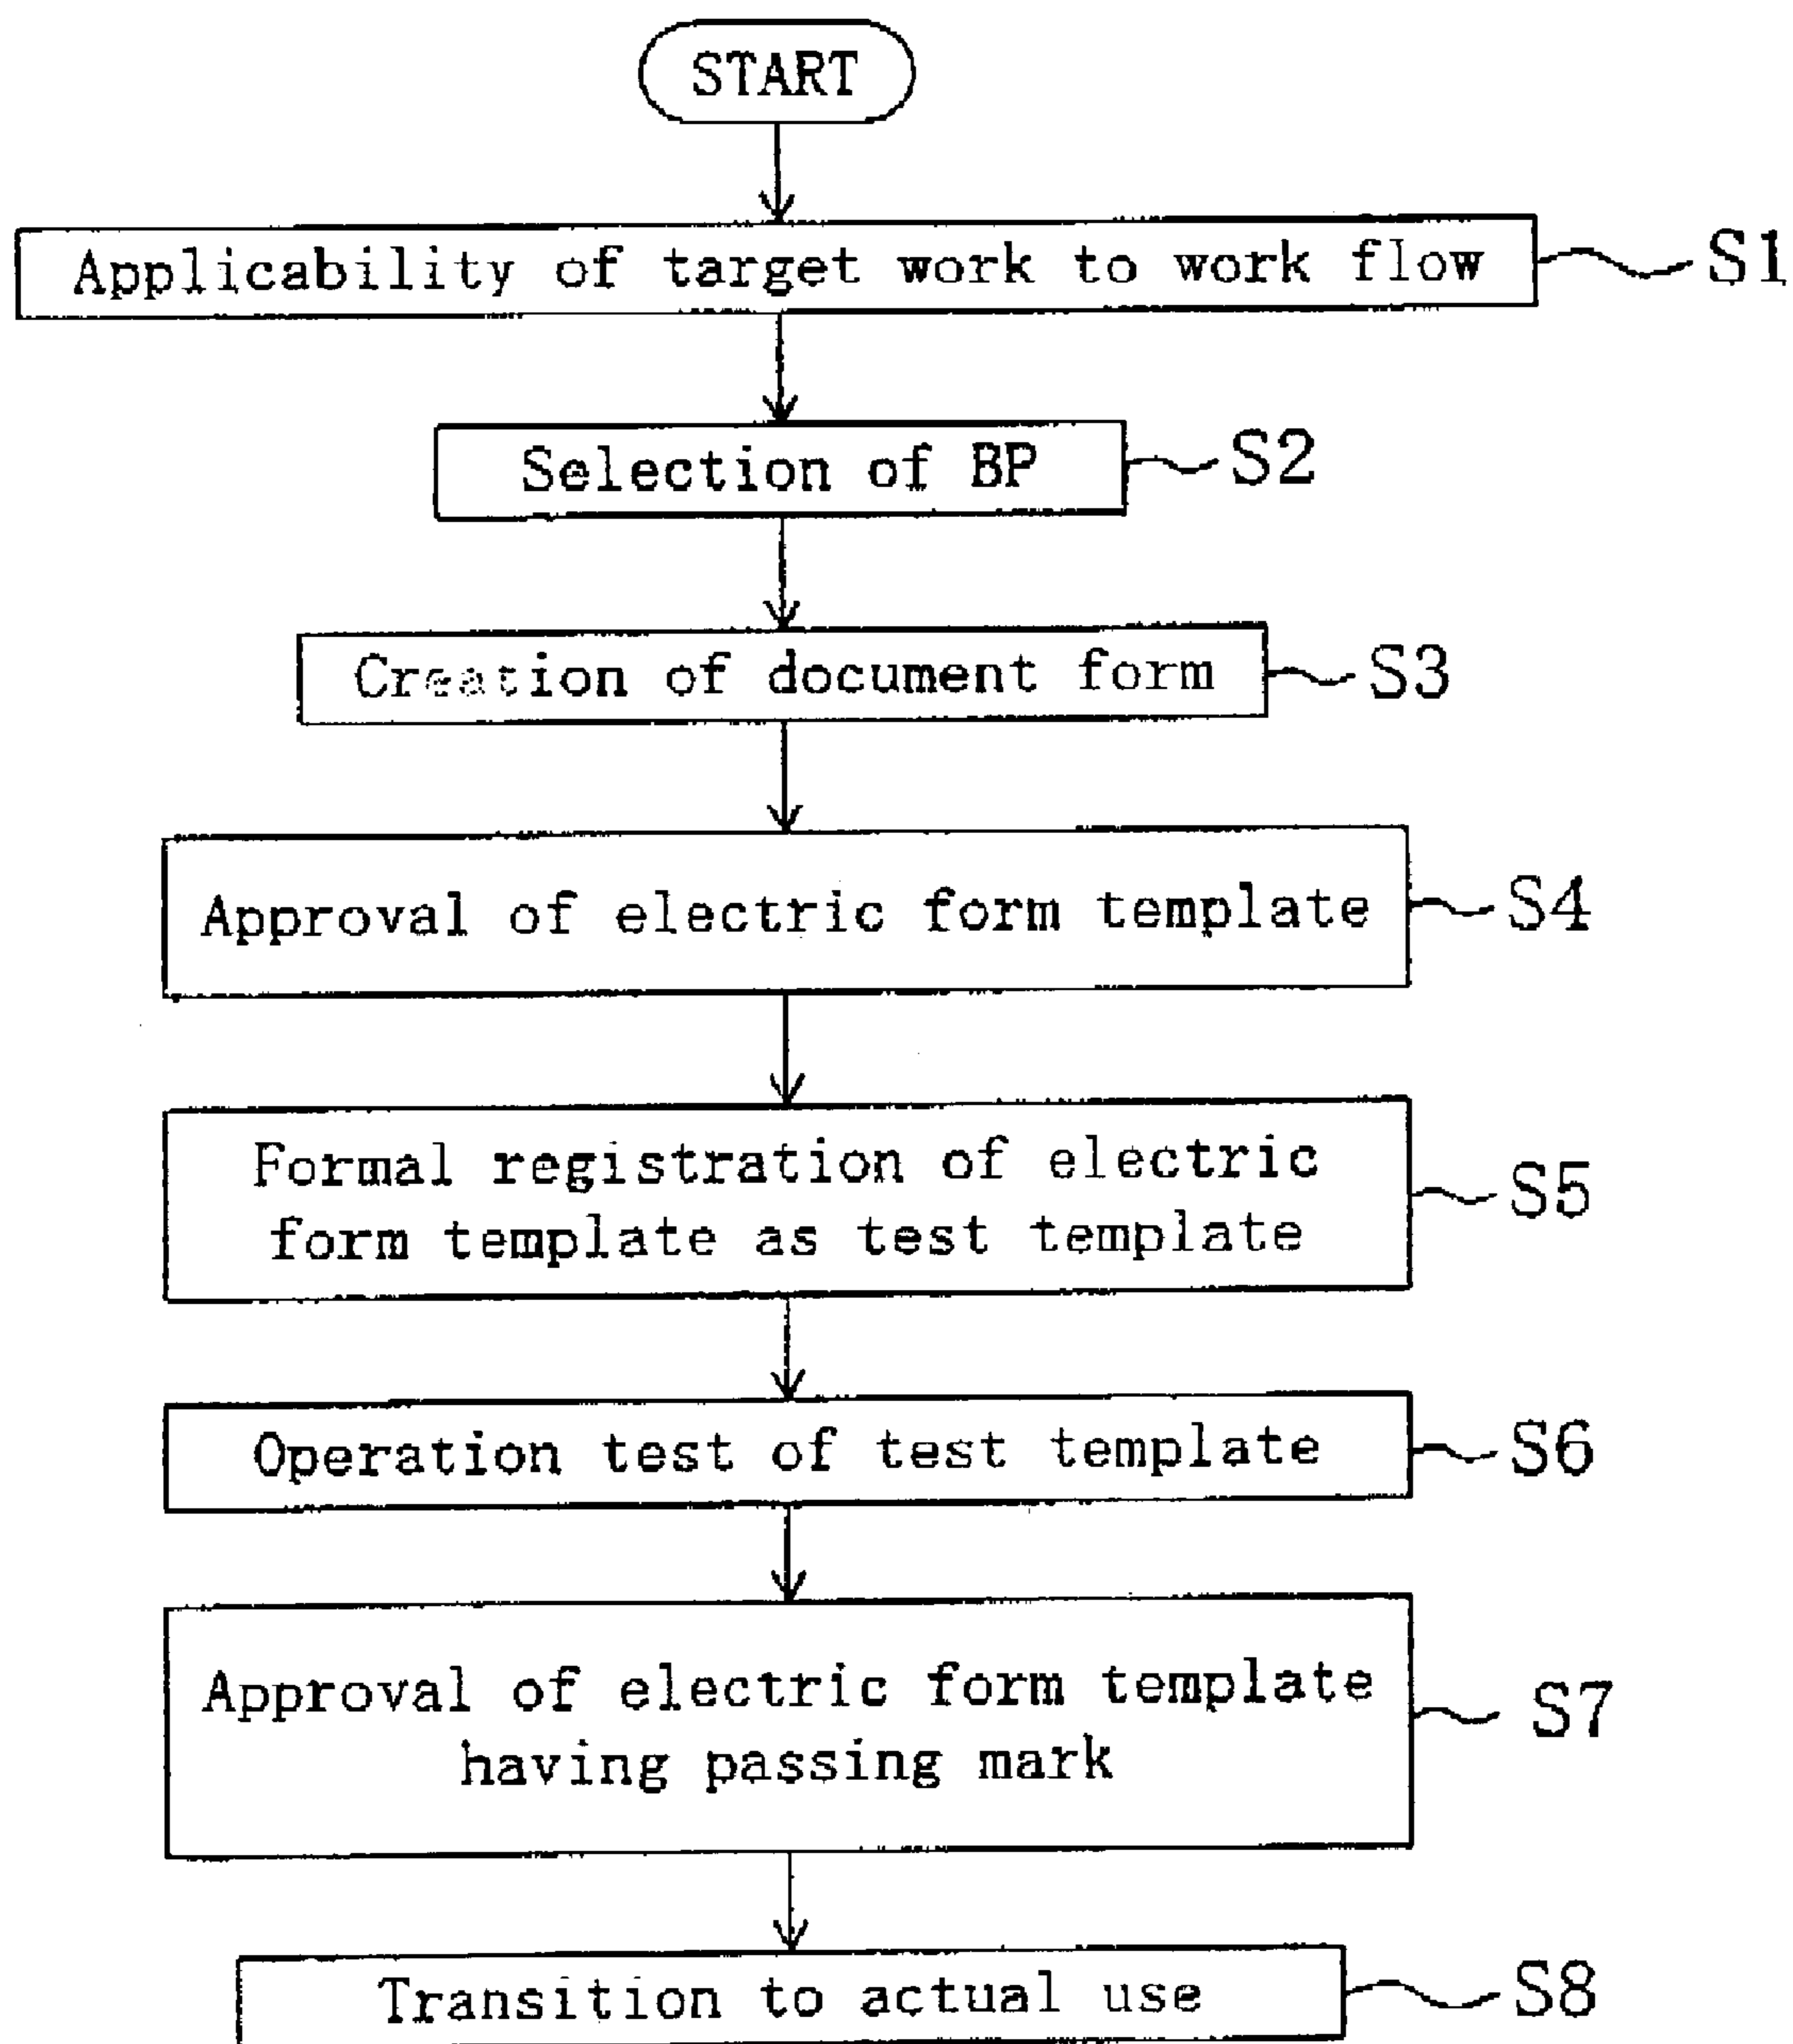 START
Applicability of target work to work flow S1
Selection of BP S2
Creation of document form S3
Approval of electric form template S4
Formal registration of electric
form template as test template S5
Operation test of test template S6
Approval of electric form template
having passing mark S7
Transition to actual use S8